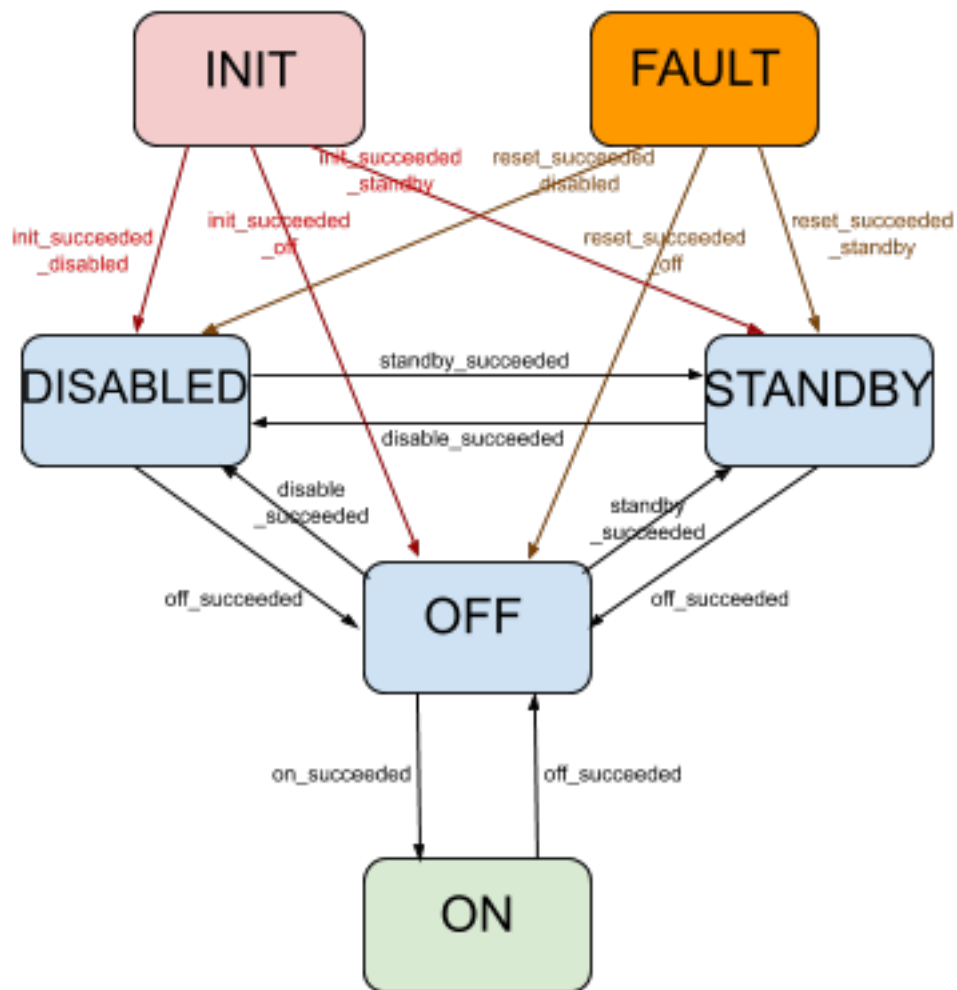 INIT
FAULT
init_succeeded
_standby
reset_succeeded
_disabled
init_succeeded
_disabled
init_succeeded
_off
reset_succeeded
_off
reset_succeeded
_standby
DISABLED
standby_succeeded
STANDBY
disable_succeeded
disable
_succeeded
standby
_succeeded
off_succeeded
OFF
off_succeeded
on_succeeded
off_succeeded
ON